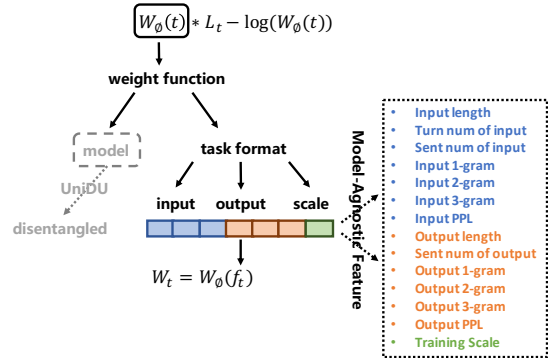 W∅(t) * Lt − log(W∅(t))
weight function
model
task format
UniDU
disentangled
input output scale
Wt = W∅(ft)
Model-Agnostic Feature
• Input length
• Turn num of input
• Sent num of input
• Input 1-gram
• Input 2-gram
• Input 3-gram
• Input PPL
• Output length
• Sent num of output
• Output 1-gram
• Output 2-gram
• Output 3-gram
• Output PPL
• Training Scale